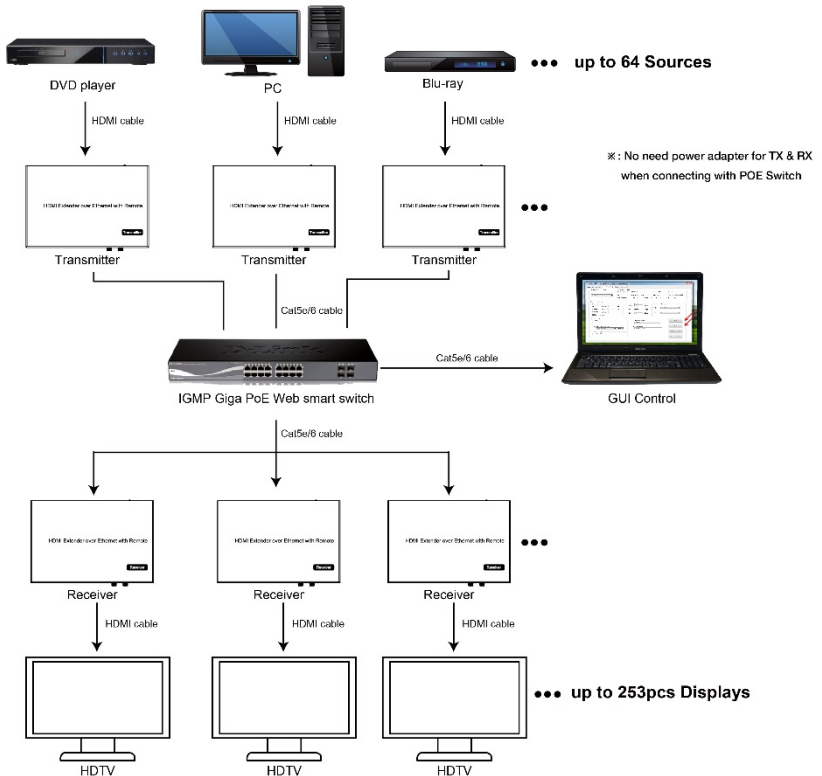 up to 64 Sources
DVD player
PC
Blu-ray
HDMI cable
HDMI cable
HDMI cable
※ : No need power adapter for TX & RX
when connecting with POE Switch
HDMI Extender over Ethernet with Remote
HDMI Extender over Ethernet with Remote
HDMI Extender over Ethernet with Remote
Transmitter
Transmitter
Transmitter
Transmitter
Transmitter
Transmitter
Cat5e/6 cable
Cat5e/6 cable
IGMP Giga PoE Web smart switch
GUI Control
Cat5e/6 cable
HDMI Extender over Ethernet with Remote
HDMI Extender over Ethernet with Remote
HDMI Extender over Ethernet with Remote
Receiver
Receiver
Receiver
Receiver
Receiver
Receiver
HDMI cable
HDMI cable
HDMI cable
up to 253pcs Displays
HDTV
HDTV
HDTV